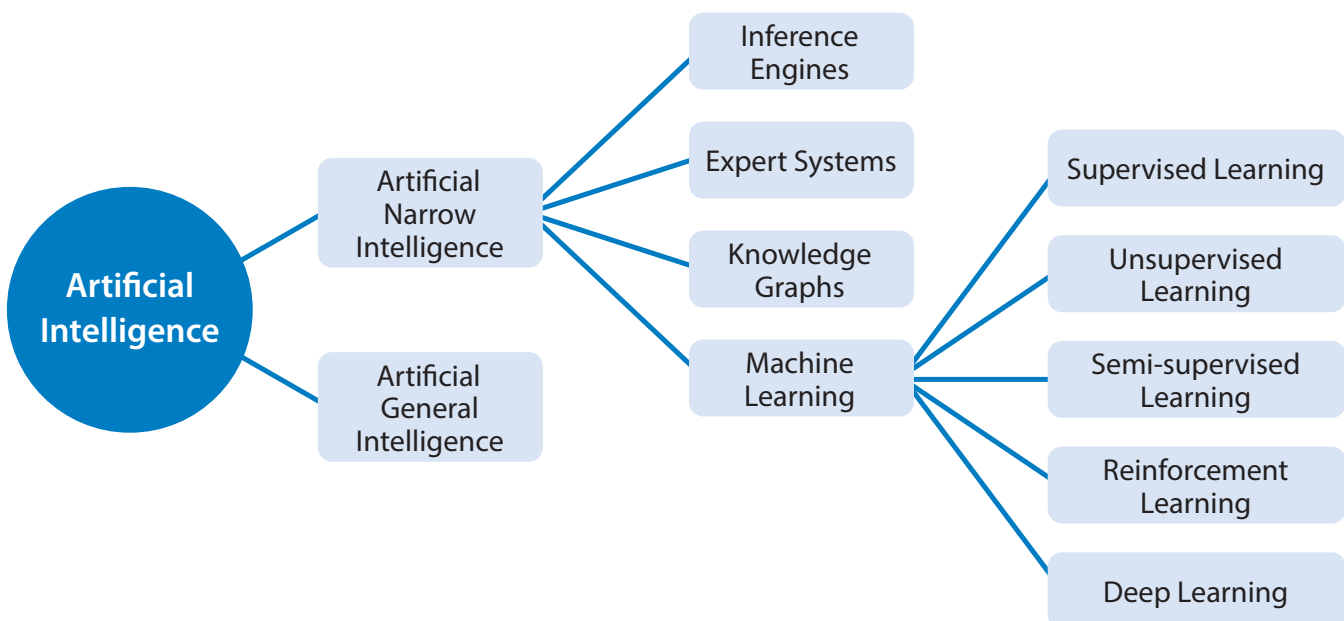 Artificial
Intelligence
Artificial
Narrow
Intelligence
Artificial
General
Intelligence
Inference
Engines
Expert Systems
Knowledge
Graphs
Machine
Learning
Supervised Learning
Unsupervised
Learning
Semi-supervised
Learning
Reinforcement
Learning
Deep Learning